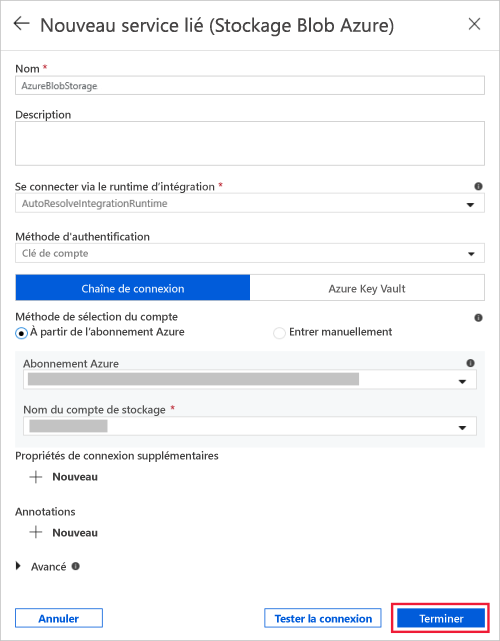 Nouveau service lié (Stockage Blob Azure)
Nom *
AzureBlobStorage
Description
Se connecter via le runtime d'intégration *
AutoResolveIntegrationRuntime
Méthode d'authentification
Clé de compte
Chaîne de connexion Azure Key Vault
Méthode de sélection du compte
À partir de l'abonnement Azure Entrer manuellement
Abonnement Azure
Nom du compte de stockage *
Propriétés de connexion supplémentaires
Nouveau
Annotations
Nouveau
Avancé
Annuler Tester la connexion Terminer